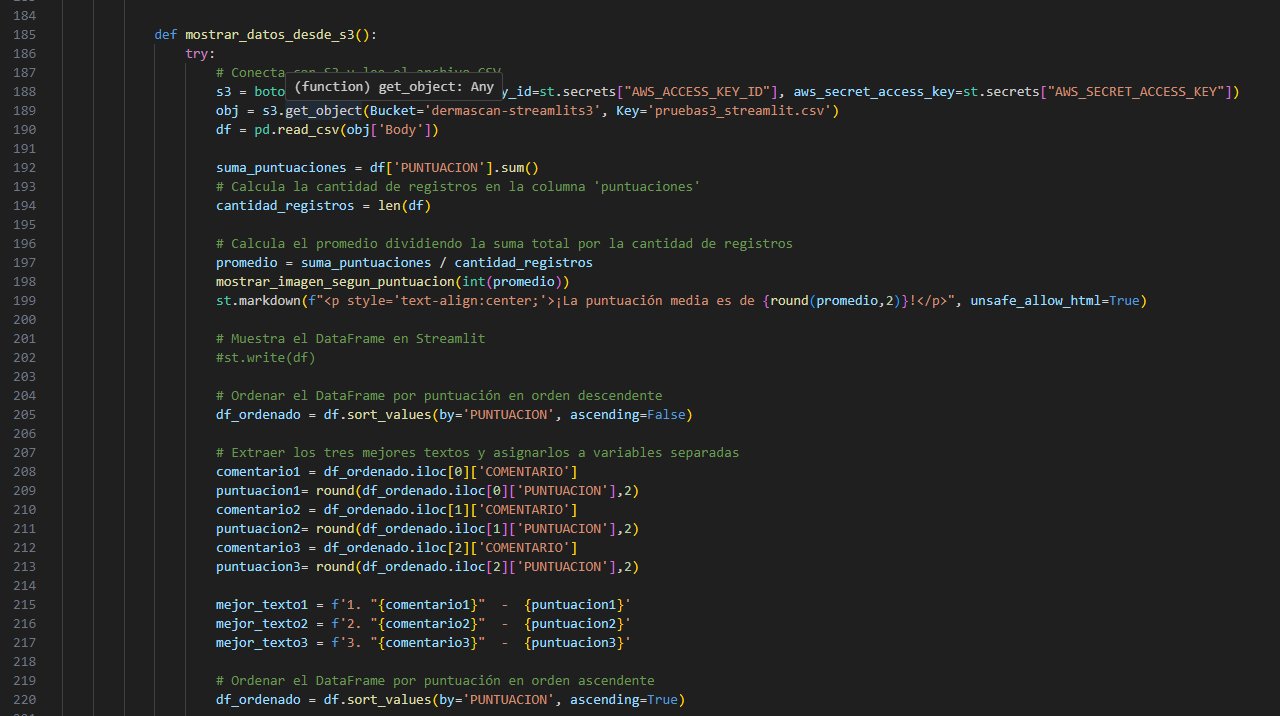 184
185 def mostrar_datos_desde_s3():
186 try:
187 # Conecta con S3 y lee el archivo CSV
(function) get_object: Any
188 s3 = boto y_id=st.secrets["AWS_ACCESS_KEY_ID"], aws_secret_access_key=st.secrets["AWS_SECRET_ACCESS_KEY"])
189 obj = s3.get_object(Bucket='dermascan-streamlits3', Key='pruebas3_streamlit.csv')
190 df = pd.read_csv(obj['Body'])
191
192 suma_puntuaciones = df['PUNTUACION'].sum()
193 # Calcula la cantidad de registros en la columna 'puntuaciones'
194 cantidad_registros = len(df)
195
196 # Calcula el promedio dividiendo la suma total por la cantidad de registros
197 promedio = suma_puntuaciones / cantidad_registros
198 mostrar_imagen_segun_puntuacion(int(promedio))
199 st.markdown(f"<p style='text-align:center;'>¡La puntuación media es de {round(promedio,2)}!</p>", unsafe_allow_html=True)
200
201 # Muestra el DataFrame en Streamlit
202 #st.write(df)
203
204 # Ordenar el DataFrame por puntuación en orden descendente
205 df_ordenado = df.sort_values(by='PUNTUACION', ascending=False)
206
207 # Extraer los tres mejores textos y asignarlos a variables separadas
208 comentario1 = df_ordenado.iloc[0]['COMENTARIO']
209 puntuacion1= round(df_ordenado.iloc[0]['PUNTUACION'],2)
210 comentario2 = df_ordenado.iloc[1]['COMENTARIO']
211 puntuacion2= round(df_ordenado.iloc[1]['PUNTUACION'],2)
212 comentario3 = df_ordenado.iloc[2]['COMENTARIO']
213 puntuacion3= round(df_ordenado.iloc[2]['PUNTUACION'],2)
214
215 mejor_texto1 = f'1. "{comentario1}" - {puntuacion1}'
216 mejor_texto2 = f'2. "{comentario2}" - {puntuacion2}'
217 mejor_texto3 = f'3. "{comentario3}" - {puntuacion3}'
218
219 # Ordenar el DataFrame por puntuación en orden ascendente
220 df_ordenado = df.sort_values(by='PUNTUACION', ascending=True)